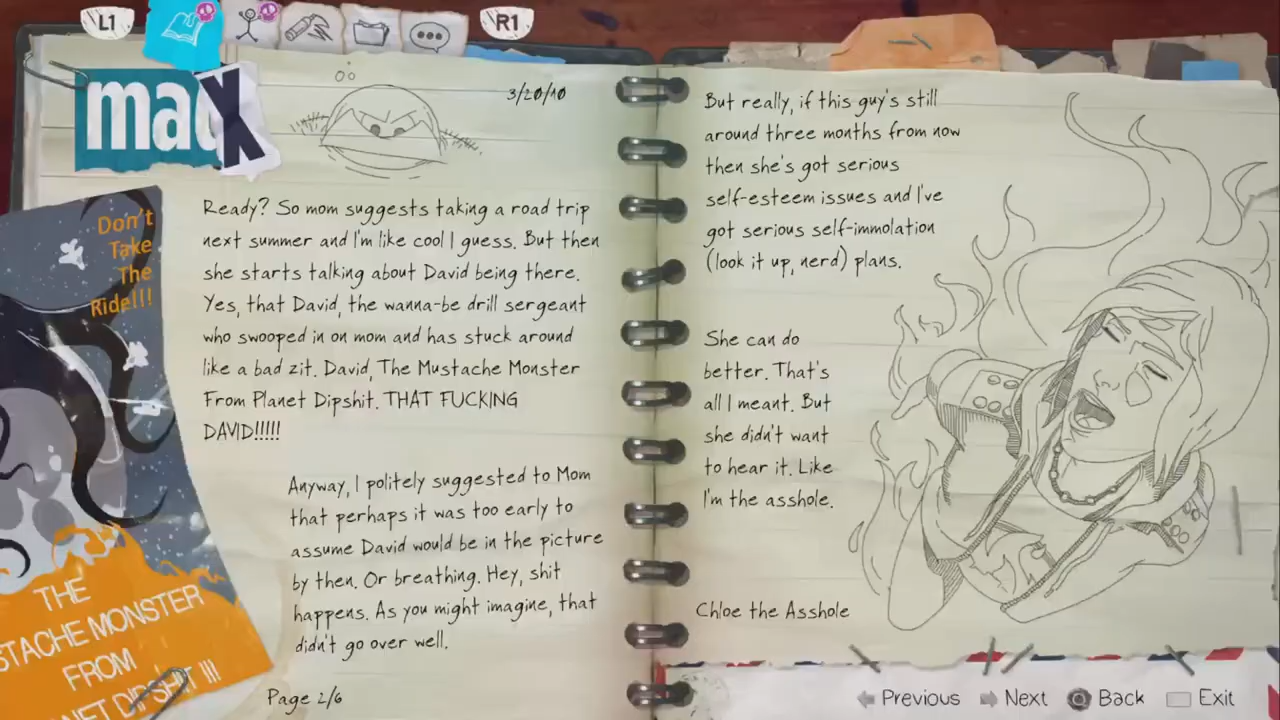 L1
R1
maX
3/20/10
Don't
Take
The
Ride!!!
Ready? So mom suggests taking a road trip
next summer and I'm like cool I guess. But then
she starts talking about David being there.
Yes, that David, the wanna-be drill sergeant
who swooped in on mom and has stuck around
like a bad zit. David, The Mustache Monster
From Planet Dipshit. THAT FUCKING
DAVID!!!!!
Anyway, I politely suggested to Mom
that perhaps it was too early to
assume David would be in the picture
by then. Or breathing. Hey, shit
happens. As you might imagine, that
didn't go over well.
THE
STACHE MONSTER
FROM
NET DIPSHIT !!!
Page 2/6
But really, if this guy's still
around three months from now
then she's got serious
self-esteem issues and I've
got serious self-immolation
(look it up, nerd) plans.
She can do
better. That's
all I meant. But
she didn't want
to hear it. Like
I'm the asshole.
Chloe the Asshole
Previous Next Back Exit